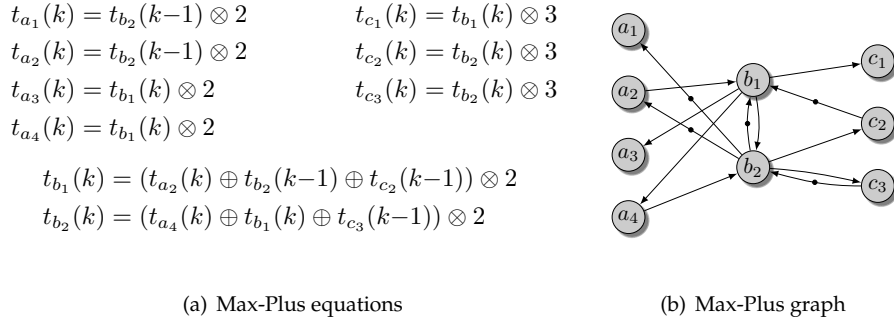 t_{a_1}(k) = t_{b_2}(k−1) ⊗ 2
t_{a_2}(k) = t_{b_2}(k−1) ⊗ 2
t_{a_3}(k) = t_{b_1}(k) ⊗ 2
t_{a_4}(k) = t_{b_1}(k) ⊗ 2
t_{c_1}(k) = t_{b_1}(k) ⊗ 3
t_{c_2}(k) = t_{b_2}(k) ⊗ 3
t_{c_3}(k) = t_{b_2}(k) ⊗ 3
t_{b_1}(k) = (t_{a_2}(k) ⊕ t_{b_2}(k−1) ⊕ t_{c_2}(k−1)) ⊗ 2
t_{b_2}(k) = (t_{a_4}(k) ⊕ t_{b_1}(k) ⊕ t_{c_3}(k−1)) ⊗ 2
(a) Max-Plus equations
a_1
a_2
a_3
a_4
b_1
b_2
c_1
c_2
c_3
(b) Max-Plus graph